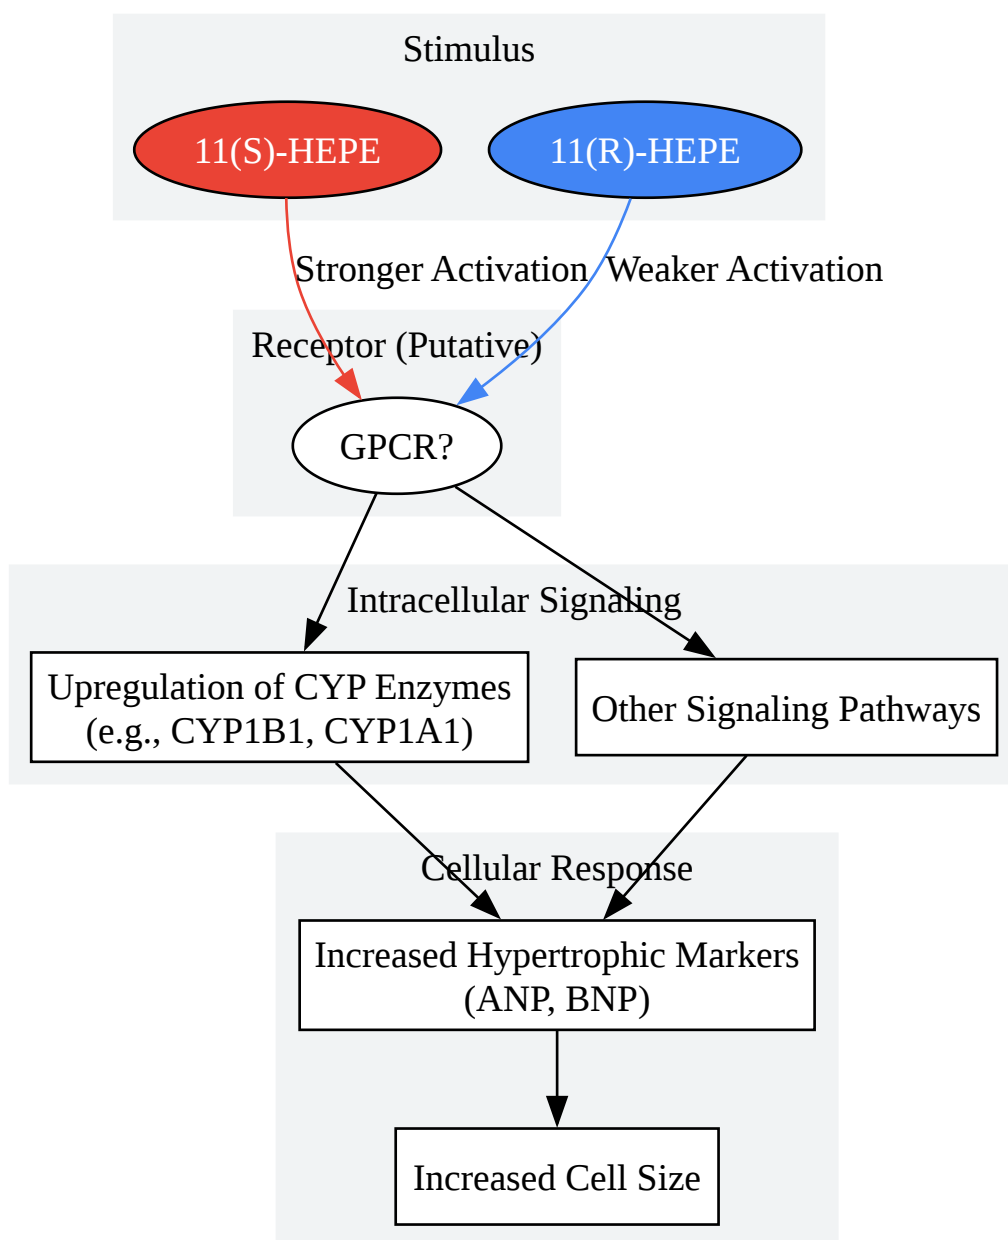 Stimulus
11(S)-HEPE
11(R)-HEPE
Stronger Activation
Weaker Activation
Receptor (Putative)
GPCR?
Intracellular Signaling
Upregulation of CYP Enzymes
(e.g., CYP1B1, CYP1A1)
Other Signaling Pathways
Cellular Response
Increased Hypertrophic Markers
(ANP, BNP)
Increased Cell Size